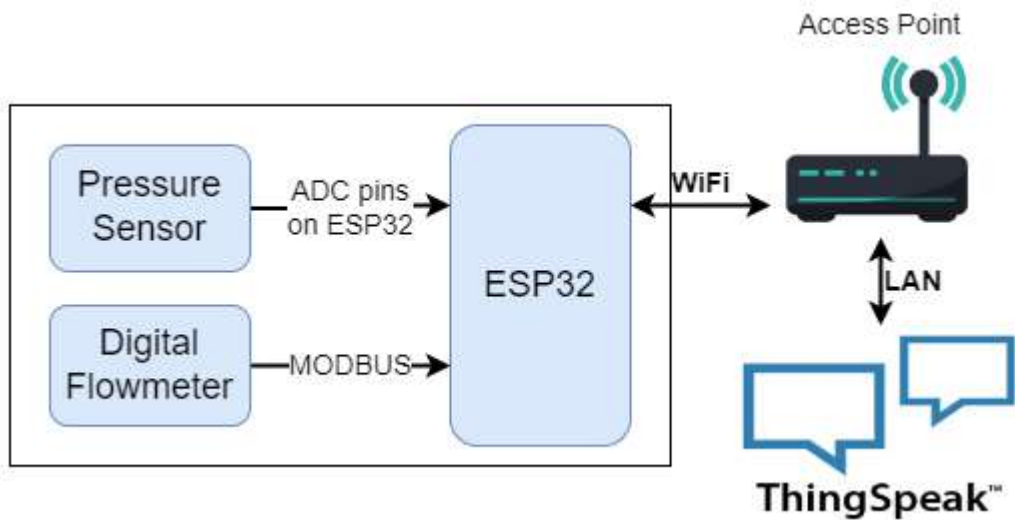 Access Point
Pressure
Sensor
ADC pins
on ESP32
ESP32
WiFi
LAN
Digital
Flowmeter
MODBUS
ThingSpeak™